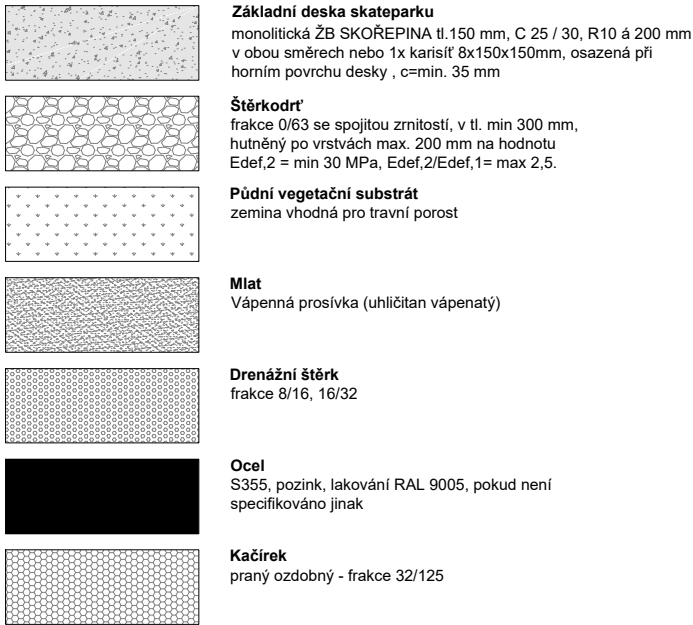 Základní deska skateparku
monolitická ŽB SKOŘEPINA tl.150 mm, C 25 / 30, R10 á 200 mm
v obou směrech nebo 1x karisíť 8x150x150mm, osazená při
horním povrchu desky , c=min. 35 mm
Štěrkodrť
frakce 0/63 se spojitou zrnitostí, v tl. min 300 mm,
hutněný po vrstvách max. 200 mm na hodnotu
Edef,2 = min 30 MPa, Edef,2/Edef,1= max 2,5.
Půdní vegetační substrát
zemina vhodná pro travní porost
Mlat
Vápenná prosívka (uhličitan vápenatý)
Drenážní štěrk
frakce 8/16, 16/32
Ocel
S355, pozink, lakování RAL 9005, pokud není
specifikováno jinak
Kačírek
praný ozdobný - frakce 32/125